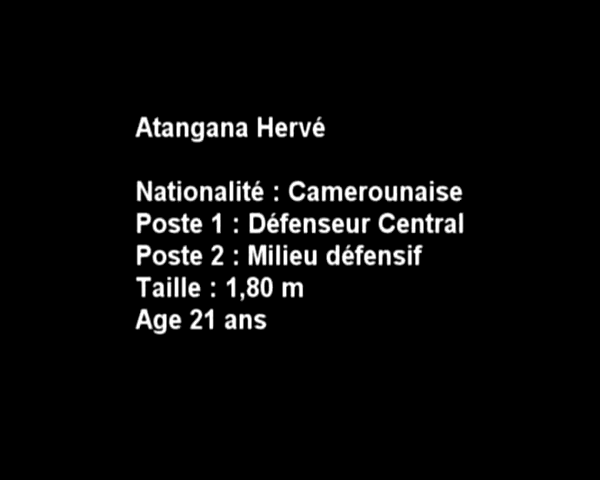 Atangana Hervé
Nationalité : Camerounaise
Poste 1 : Défenseur Central
Poste 2 : Milieu défensif
Taille : 1,80 m
Age 21 ans